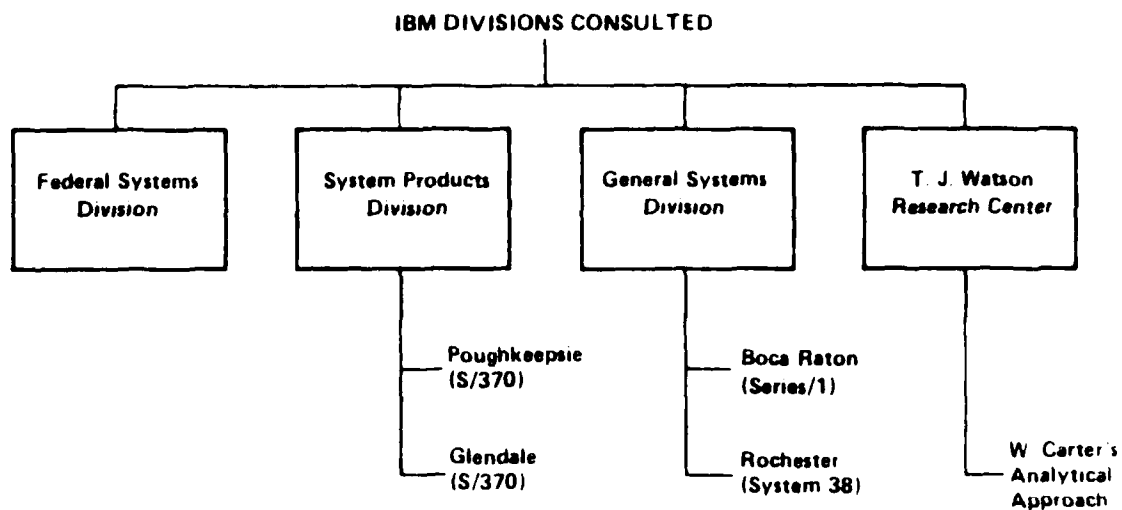 IBM DIVISIONS CONSULTED
Federal Systems
Division
System Products
Division
General Systems
Division
T. J. Watson
Research Center
Poughkeepsie
(S/370)
Glendale
(S/370)
Boca Raton
(Series/1)
Rochester
(System 38)
W. Carter's
Analytical
Approach